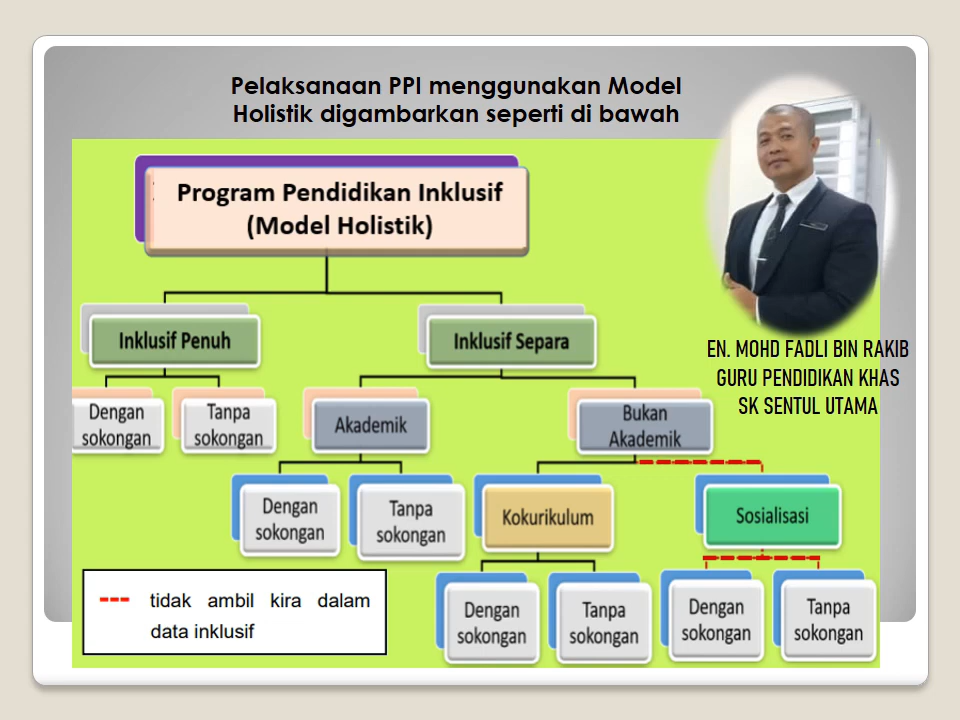 Pelaksanaan PPI menggunakan Model
Holistik digambarkan seperti di bawah
Program Pendidikan Inklusif
(Model Holistik)
EN. MOHD FADLI BIN RAKIB
GURU PENDIDIKAN KHAS
SK SENTUL UTAMA
Inklusif Penuh
Inklusif Separa
Dengan
sokongan
Tanpa
sokongan
Akademik
Bukan
Akademik
Dengan
sokongan
Tanpa
sokongan
Kokurikulum
Sosialisasi
Dengan
sokongan
Tanpa
sokongan
Dengan
sokongan
Tanpa
sokongan
--- tidak ambil kira dalam
data inklusif